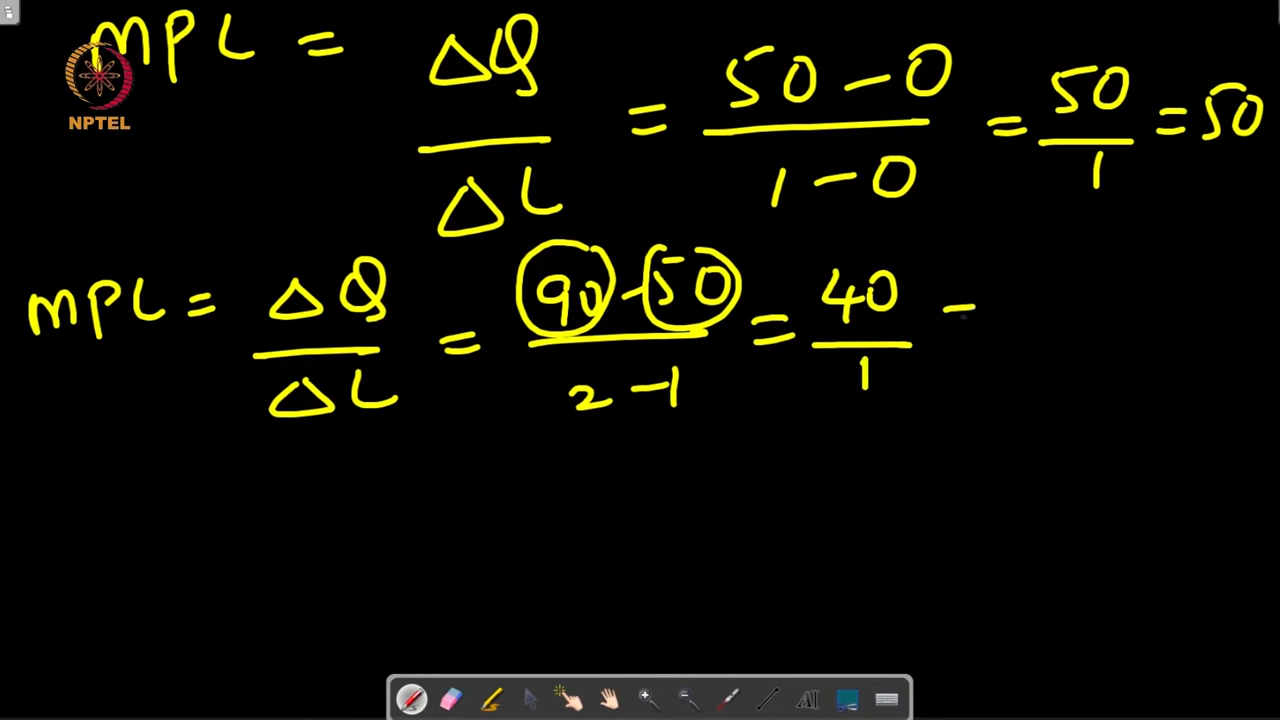 MPL = ΔQ / ΔL = 50 - 0 / 1 - 0 = 50 / 1 = 50
NPTEL
MPL = ΔQ / ΔL = 90 - 50 / 2 - 1 = 40 / 1 -
AI